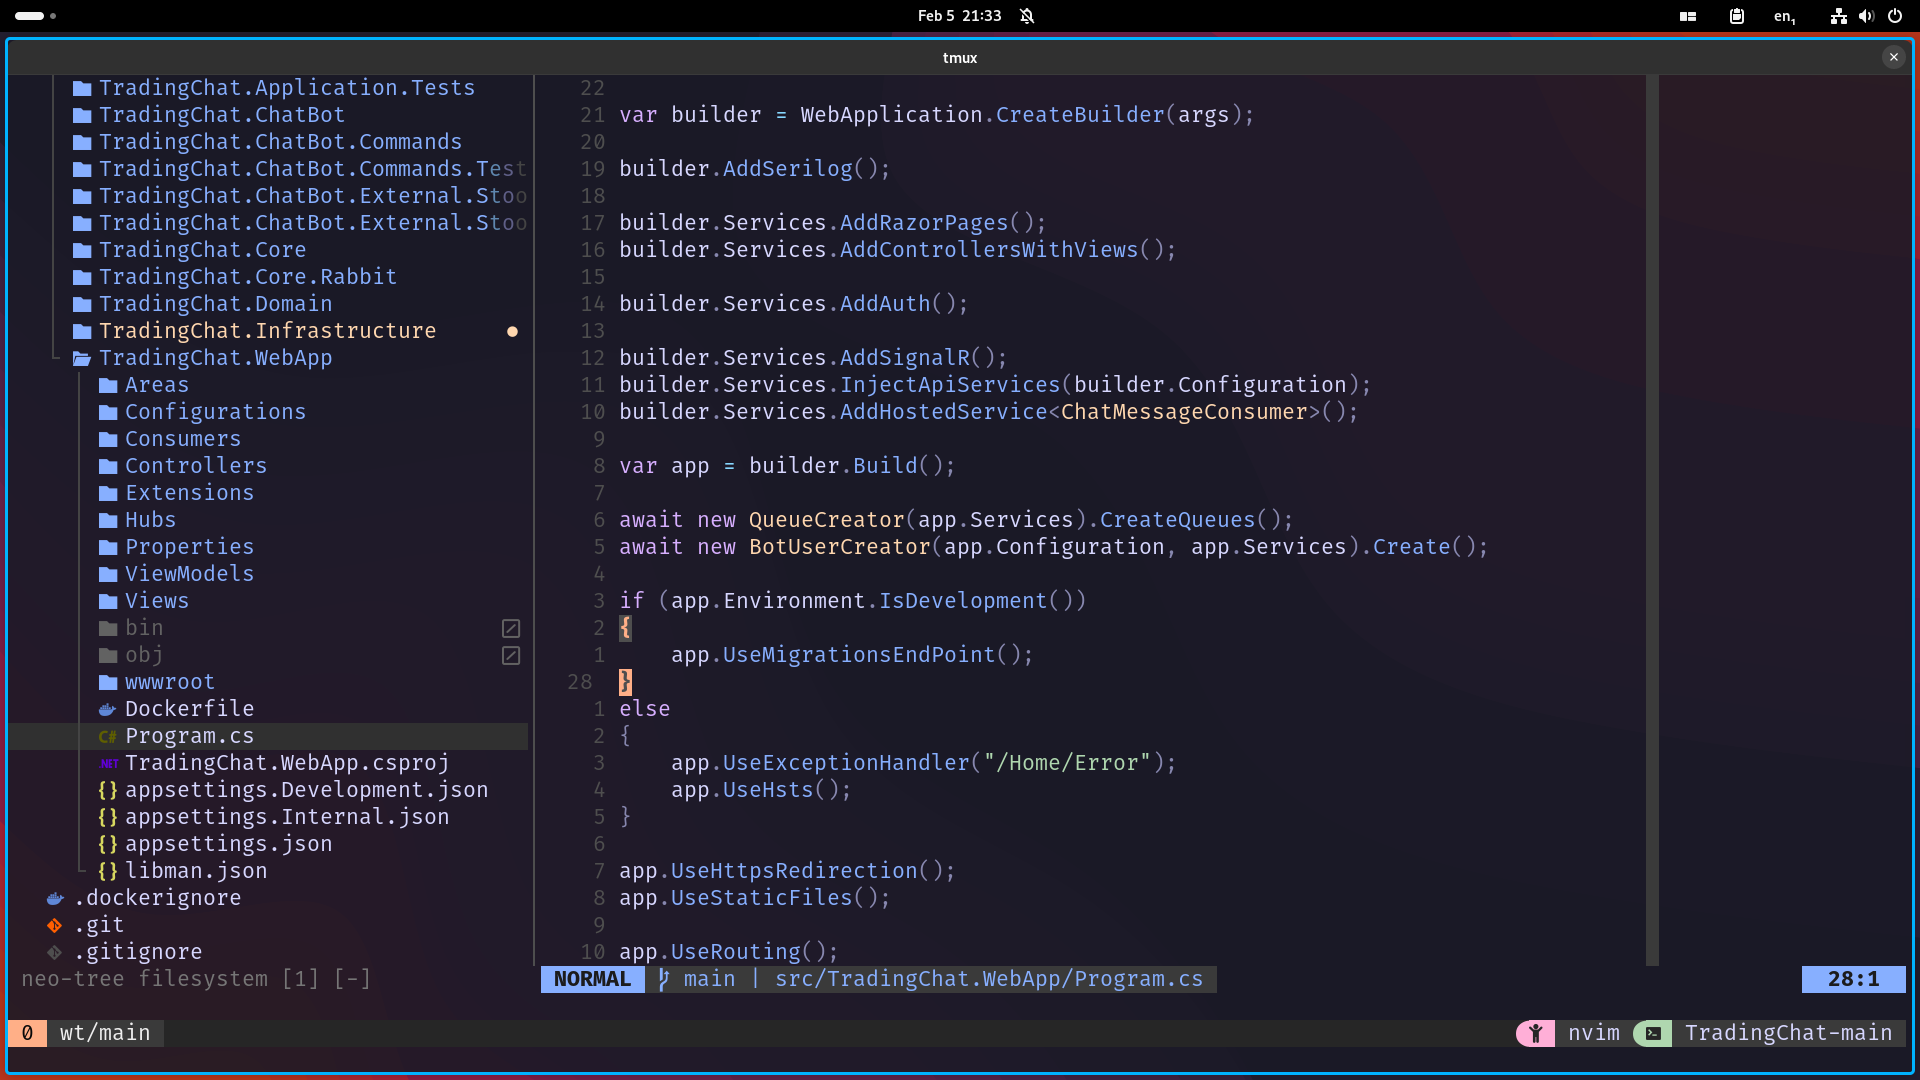 Feb 5 21:33
en1
tmux
TradingChat.Application.Tests
TradingChat.ChatBot
TradingChat.ChatBot.Commands
TradingChat.ChatBot.Commands.Test
TradingChat.ChatBot.External.Stoo
TradingChat.ChatBot.External.Stoo
TradingChat.Core
TradingChat.Core.Rabbit
TradingChat.Domain
TradingChat.Infrastructure
TradingChat.WebApp
Areas
Configurations
Consumers
Controllers
Extensions
Hubs
Properties
ViewModels
Views
bin
obj
wwwroot
Dockerfile
C# Program.cs
.NET TradingChat.WebApp.csproj
{} appsettings.Development.json
{} appsettings.Internal.json
{} appsettings.json
{} libman.json
.dockerignore
.git
.gitignore
neo-tree filesystem [1] [-]
22
21 var builder = WebApplication.CreateBuilder(args);
20
19 builder.AddSerilog();
18
17 builder.Services.AddRazorPages();
16 builder.Services.AddControllersWithViews();
15
14 builder.Services.AddAuth();
13
12 builder.Services.AddSignalR();
11 builder.Services.InjectApiServices(builder.Configuration);
10 builder.Services.AddHostedService<ChatMessageConsumer>();
9
8 var app = builder.Build();
7
6 await new QueueCreator(app.Services).CreateQueues();
5 await new BotUserCreator(app.Configuration, app.Services).Create();
4
3 if (app.Environment.IsDevelopment())
2 {
1     app.UseMigrationsEndPoint();
28 }
1 else
2 {
3     app.UseExceptionHandler("/Home/Error");
4     app.UseHsts();
5 }
6
7 app.UseHttpsRedirection();
8 app.UseStaticFiles();
9
10 app.UseRouting();
NORMAL main | src/TradingChat.WebApp/Program.cs 28:1
0 wt/main nvim TradingChat-main